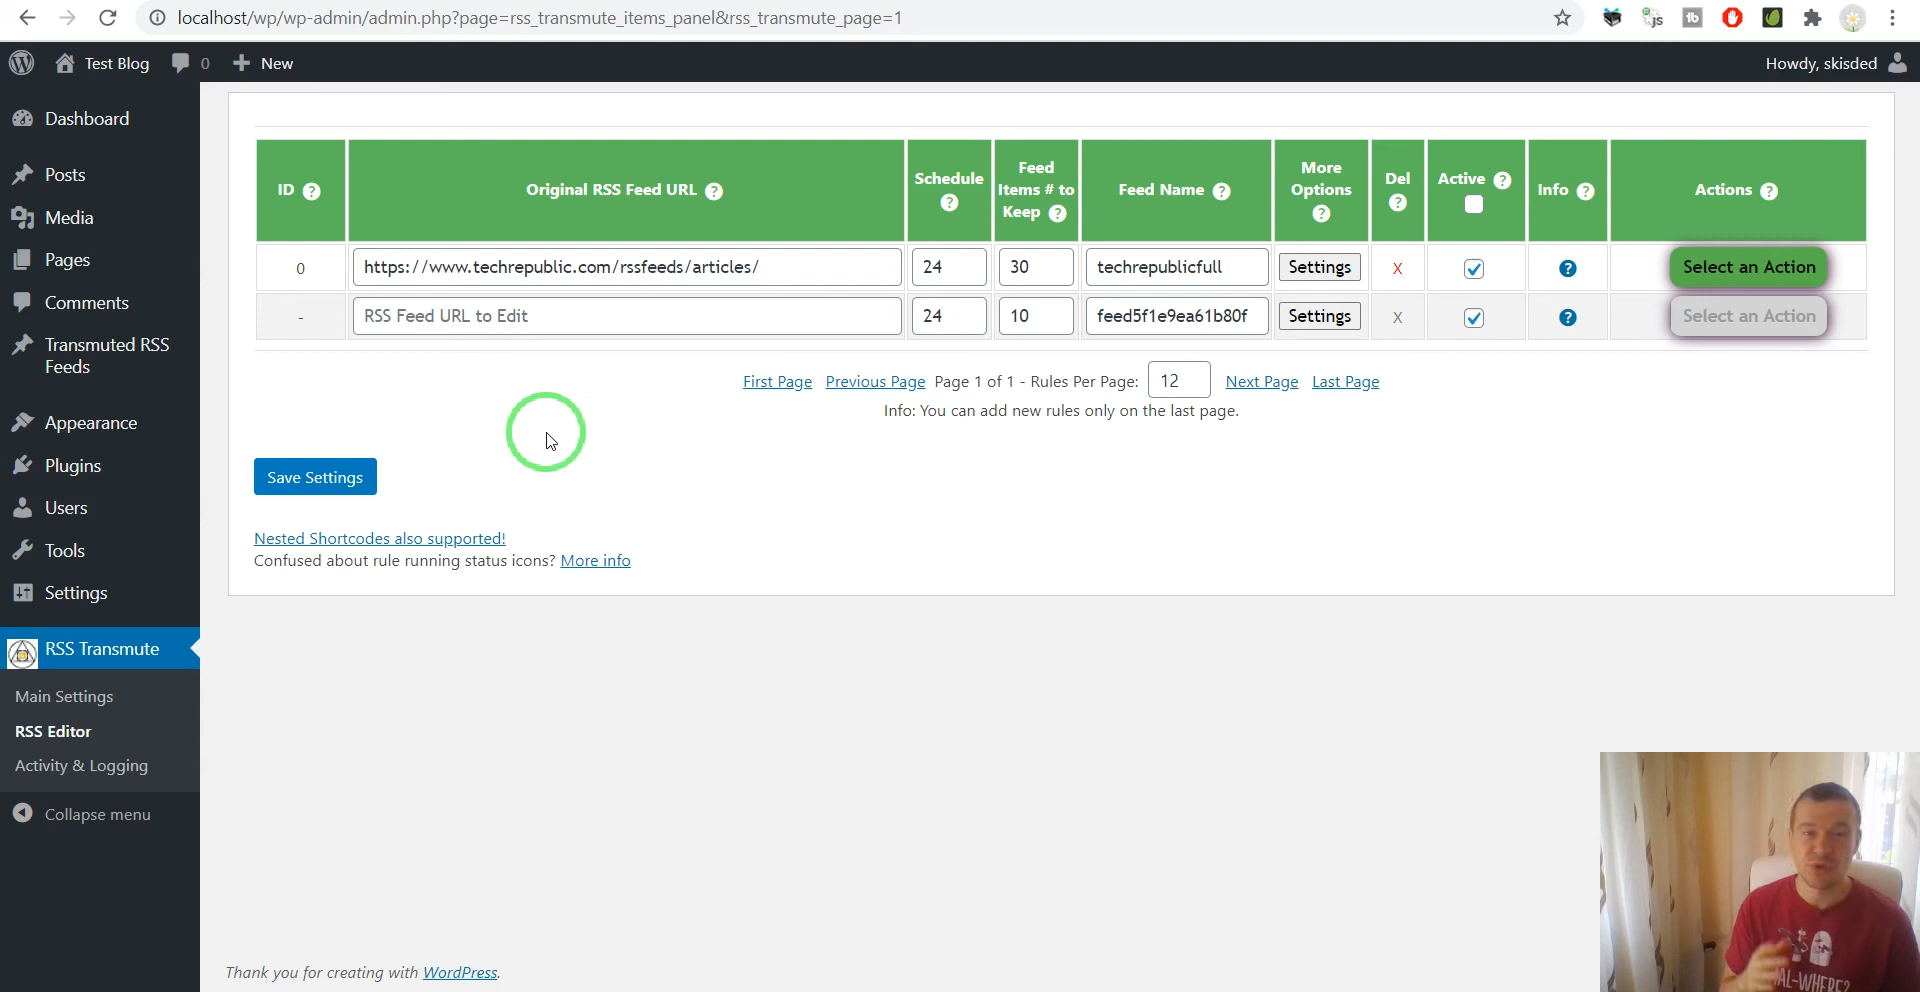 localhost/wp/wp-admin/admin.php?page=rss_transmute_items_panel&rss_transmute_page=1
Test Blog 0 New Howdy, skisded
Dashboard
Posts
Media
Pages
Comments
Transmuted RSS
Feeds
Appearance
Plugins
Users
Tools
Settings
RSS Transmute
Main Settings
RSS Editor
Activity & Logging
Collapse menu
ID ?
Original RSS Feed URL ?
Schedule
?
Feed
Items # to
Keep ?
Feed Name ?
More
Options
?
Del
?
Active ?
Info ?
Actions ?
0 https://www.techrepublic.com/rssfeeds/articles/ 24 30 techrepublicfull Settings X ? Select an Action
- RSS Feed URL to Edit 24 10 feed5f1e9ea61b80f Settings X ? Select an Action
First Page Previous Page Page 1 of 1 - Rules Per Page: 12 Next Page Last Page
Info: You can add new rules only on the last page.
Save Settings
Nested Shortcodes also supported!
Confused about rule running status icons? More info
Thank you for creating with WordPress.
AL-WHERE?